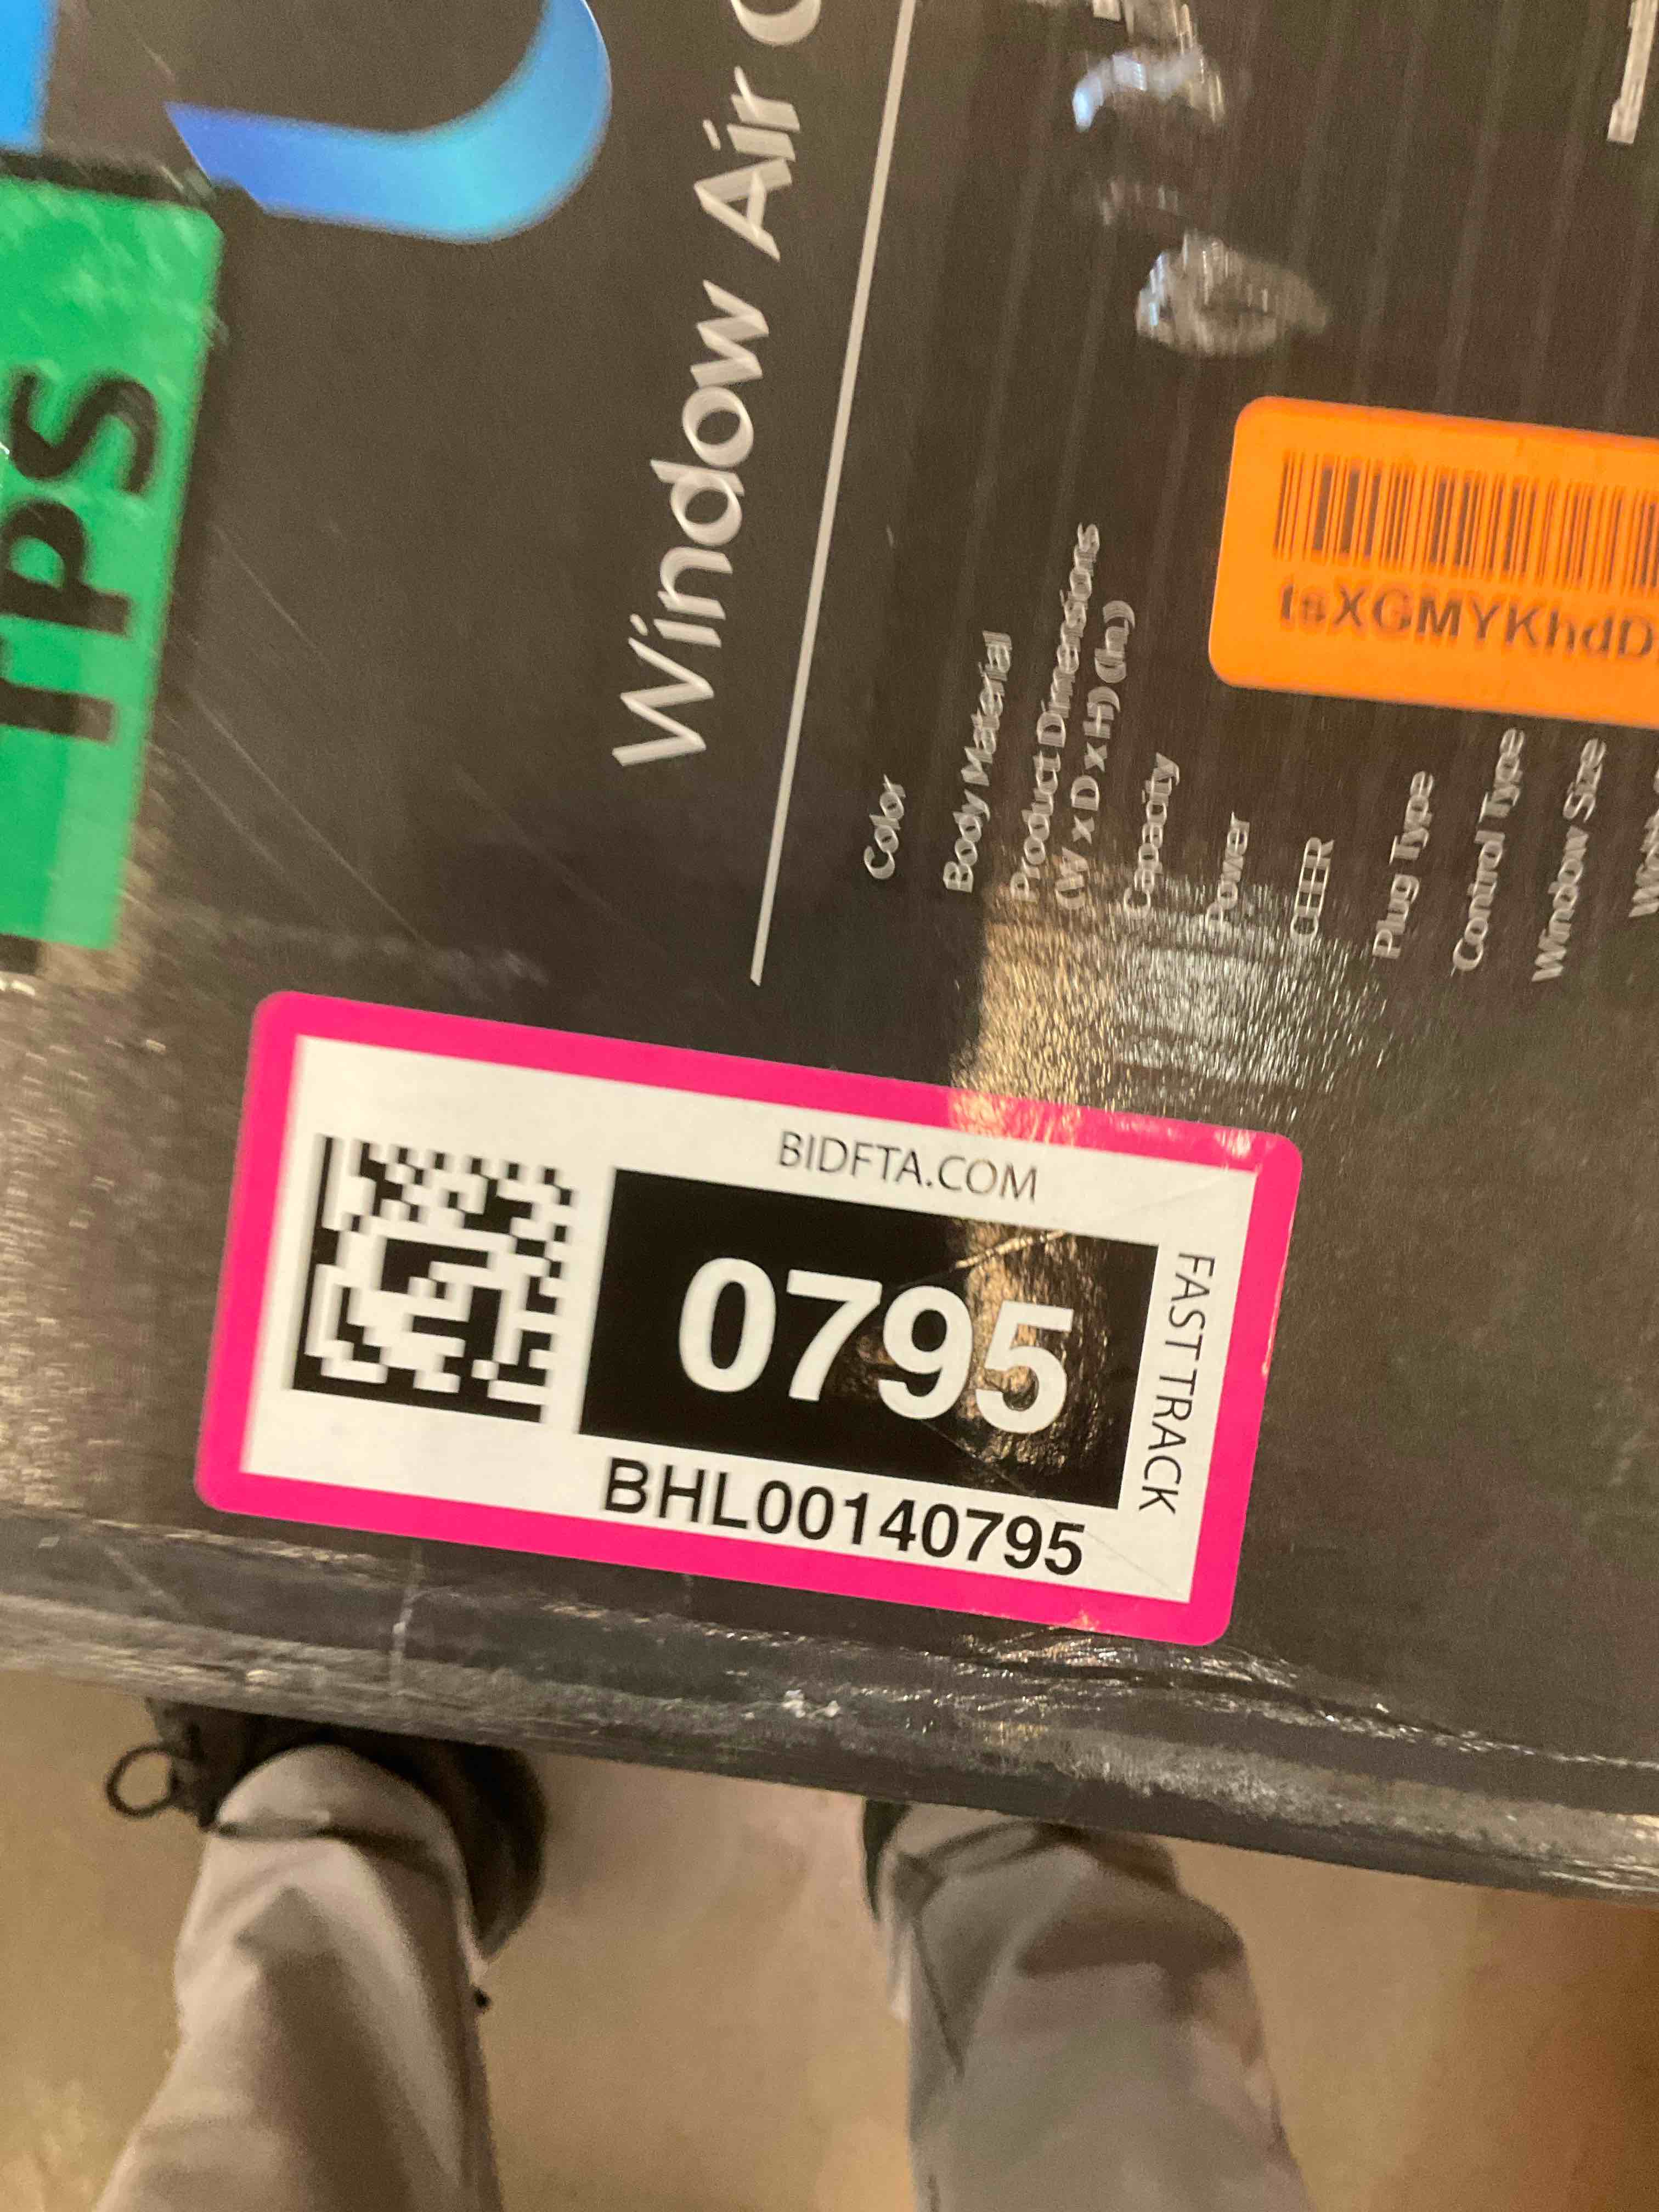 TPS
Window Air
Color
Body Material
Product Dimensions
(W x D x H) (in.)
Capacity
Power
CEER
Plug Type
Control Type
Window Size
tsXGMYKhdD
BIDFTA.COM
0795
FAST TRACK
BHL00140795